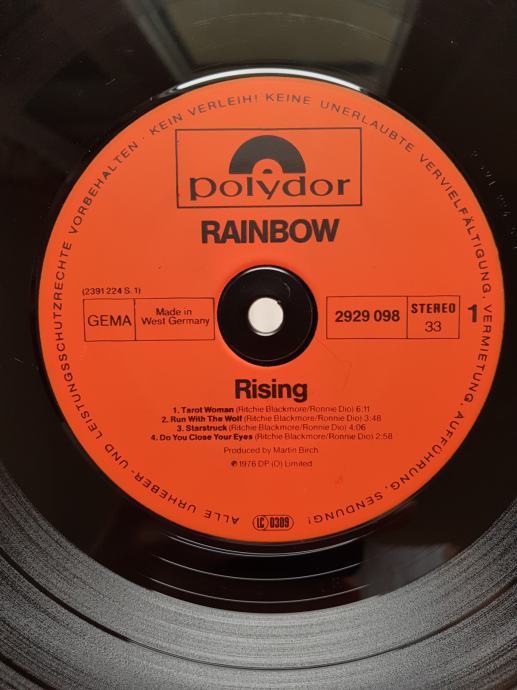 ALLE URHEBER- UND LEISTUNGSSCHUTZRECHTE VORBEHALTEN · KEIN VERLEIH! KEINE UNERLAUBTE VERVIELFÄLTIGUNG, VERMIETUNG, AUFFÜHRUNG, SENDUNG!
polydor
RAINBOW
(2391 224 S. 1)
GEMA
Made in
West Germany
2929 098
STEREO
33
1
Rising
1. Tarot Woman (Ritchie Blackmore/Ronnie Dio) 6:11
2. Run With The Wolf (Ritchie Blackmore/Ronnie Dio) 3:48
3. Starstruck (Ritchie Blackmore/Ronnie Dio) 4:06
4. Do You Close Your Eyes (Ritchie Blackmore/Ronnie Dio) 2:58
Produced by Martin Birch
℗ 1976 DP (O) Limited
LC 0309